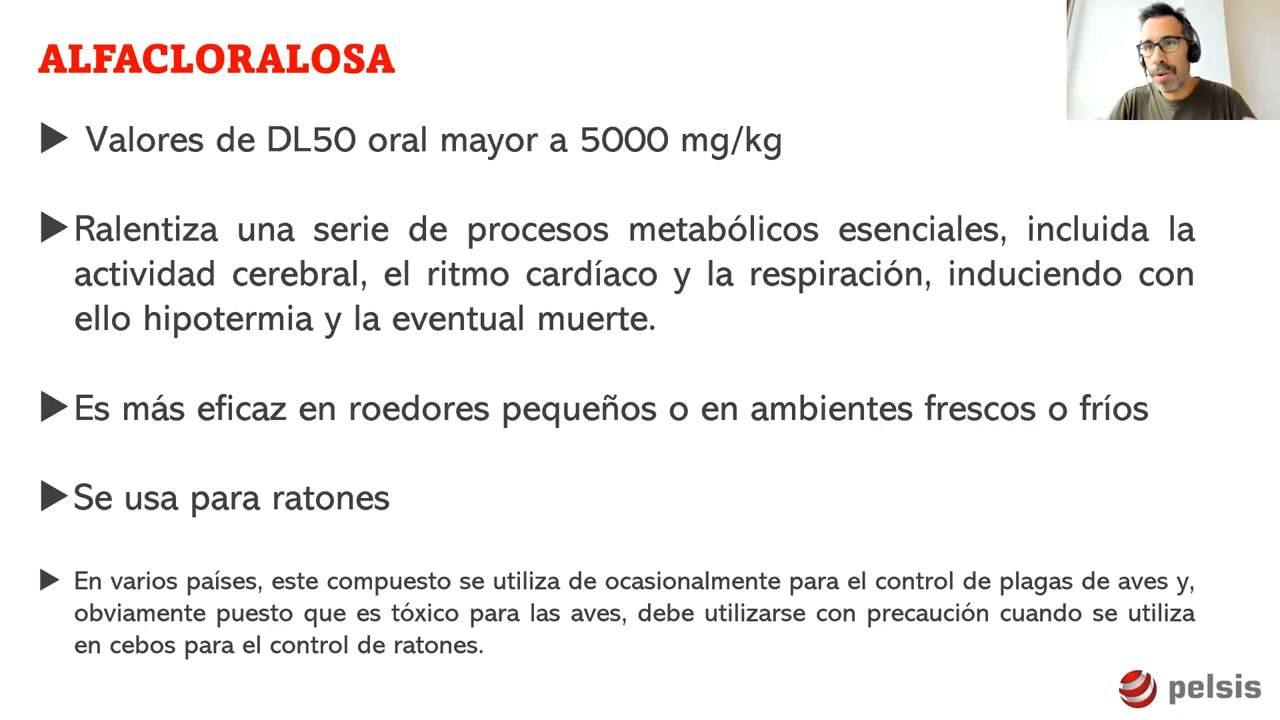 ALFACLORALOSA
Valores de DL50 oral mayor a 5000 mg/kg
Ralentiza una serie de procesos metabólicos esenciales, incluida la
actividad cerebral, el ritmo cardíaco y la respiración, induciendo con
ello hipotermia y la eventual muerte.
Es más eficaz en roedores pequeños o en ambientes frescos o fríos
Se usa para ratones
En varios países, este compuesto se utiliza de ocasionalmente para el control de plagas de aves y,
obviamente puesto que es tóxico para las aves, debe utilizarse con precaución cuando se utiliza
en cebos para el control de ratones.
pelsis